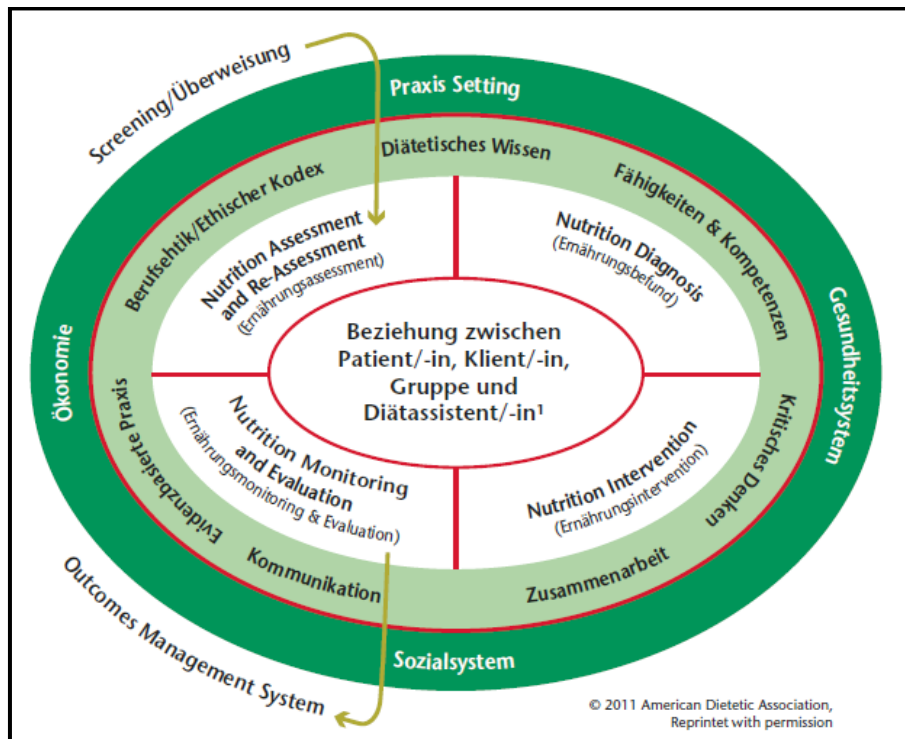 Screening/Überweisung
Praxis Setting
Diätetisches Wissen
Berufsehtik/Ethischer Kodex
Fähigkeiten & Kompetenzen
Nutrition Assessment
and Re-Assessment
(Ernährungsassessment)
Nutrition Diagnosis
(Ernährungsbefund)
Ökonomie
Gesundheitssystem
Beziehung zwischen
Patient/-in, Klient/-in,
Gruppe und
Diätassistent/-in¹
Nutrition Monitoring
and Evaluation
(Ernährungsmonitoring & Evaluation)
Nutrition Intervention
(Ernährungsintervention)
Evidenzbasierte Praxis
Kritisches Denken
Kommunikation
Zusammenarbeit
Sozialsystem
Outcomes Management System
© 2011 American Dietetic Association,
Reprintet with permission